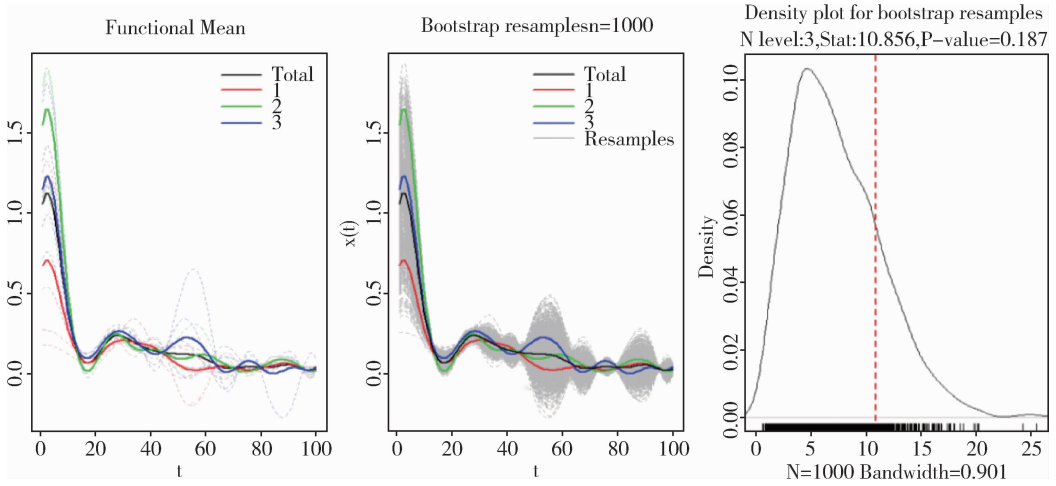 Functional Mean
Total
1
2
3
0.0
0.5
1.0
1.5
0 20 40 60 80 100
t
Bootstrap resamplesn=1000
Total
1
2
3
Resamples
x(t)
0.0
0.5
1.0
1.5
0 20 40 60 80 100
t
Density plot for bootstrap resamples
N level:3,Stat:10.856,P-value=0.187
Density
0.00
0.02
0.04
0.06
0.08
0.10
0 5 10 15 20 25
N=1000 Bandwidth=0.901